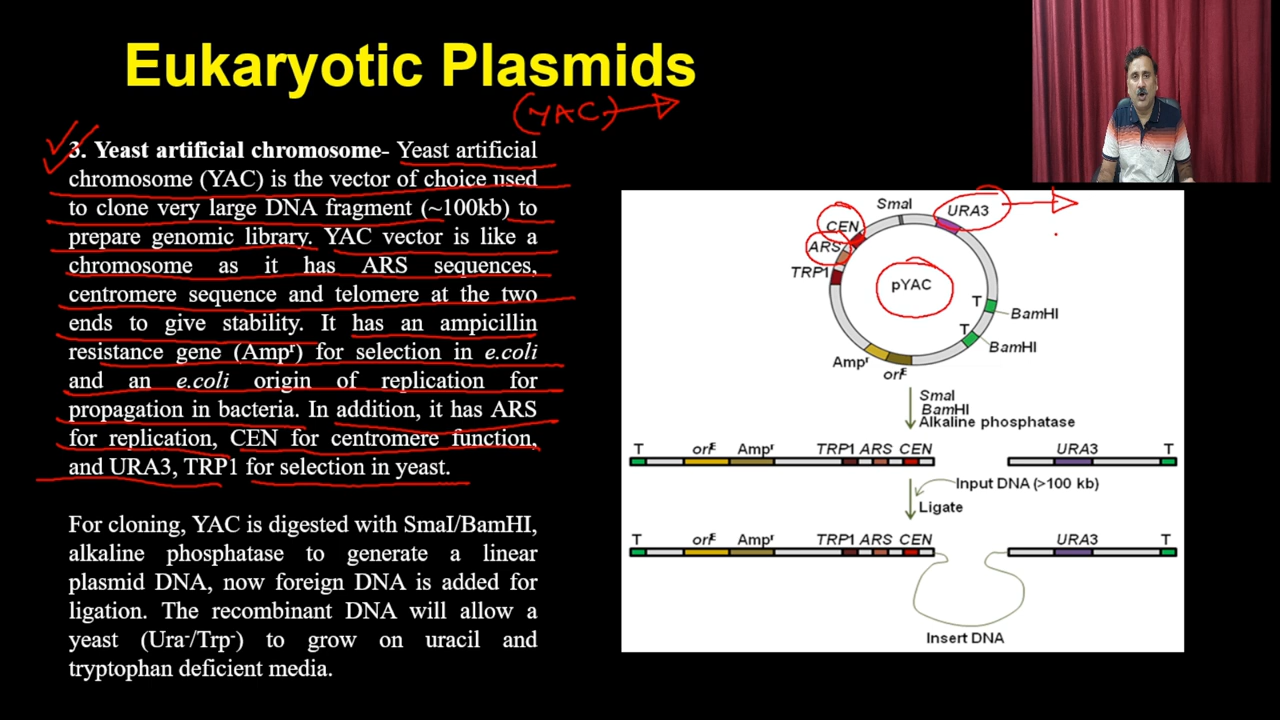 Eukaryotic Plasmids
(YAC)
3. Yeast artificial chromosome- Yeast artificial
chromosome (YAC) is the vector of choice used
to clone very large DNA fragment (~100kb) to
prepare genomic library. YAC vector is like a
chromosome as it has ARS sequences,
centromere sequence and telomere at the two
ends to give stability. It has an ampicillin
resistance gene (Ampʳ) for selection in e.coli
and an e.coli origin of replication for
propagation in bacteria. In addition, it has ARS
for replication, CEN for centromere function,
and URA3, TRP1 for selection in yeast.
For cloning, YAC is digested with SmaI/BamHI,
alkaline phosphatase to generate a linear
plasmid DNA, now foreign DNA is added for
ligation. The recombinant DNA will allow a
yeast (Ura⁻/Trp⁻) to grow on uracil and
tryptophan deficient media.
SmaI
URA3
CEN
ARS
TRP1
pYAC
T
BamHI
T
BamHI
Ampʳ
oriᴱ
SmaI
BamHI
Alkaline phosphatase
T oriᴱ Ampʳ TRP1 ARS CEN URA3 T
Input DNA (>100 kb)
Ligate
T oriᴱ Ampʳ TRP1 ARS CEN URA3 T
Insert DNA